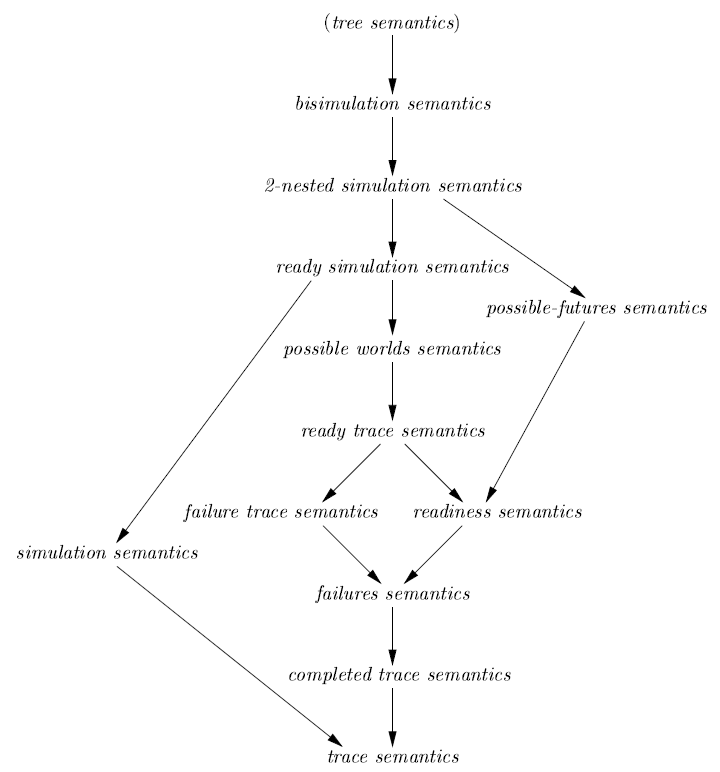 (tree semantics)
bisimulation semantics
2-nested simulation semantics
ready simulation semantics
possible-futures semantics
possible worlds semantics
ready trace semantics
failure trace semantics
readiness semantics
simulation semantics
failures semantics
completed trace semantics
trace semantics